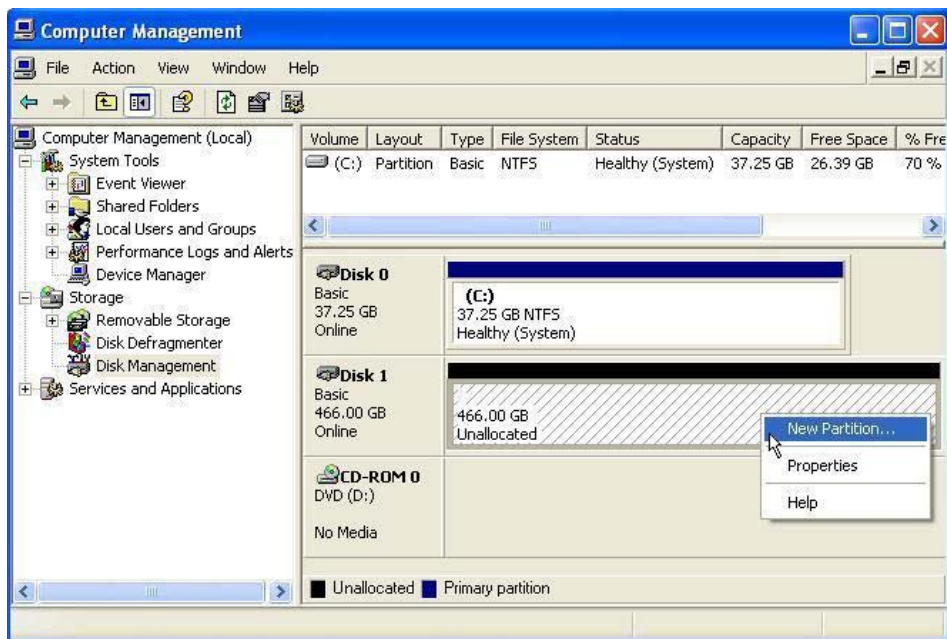 Computer Management
File Action View Window Help
Computer Management (Local)
System Tools
Event Viewer
Shared Folders
Local Users and Groups
Performance Logs and Alerts
Device Manager
Storage
Removable Storage
Disk Defragmenter
Disk Management
Services and Applications
Volume Layout Type File System Status Capacity Free Space % Fre
(C:) Partition Basic NTFS Healthy (System) 37.25 GB 26.39 GB 70 %
Disk 0
Basic
37.25 GB
Online
(C:)
37.25 GB NTFS
Healthy (System)
Disk 1
Basic
466.00 GB
Online
466.00 GB
Unallocated
New Partition...
Properties
Help
CD-ROM 0
DVD (D:)
No Media
Unallocated Primary partition